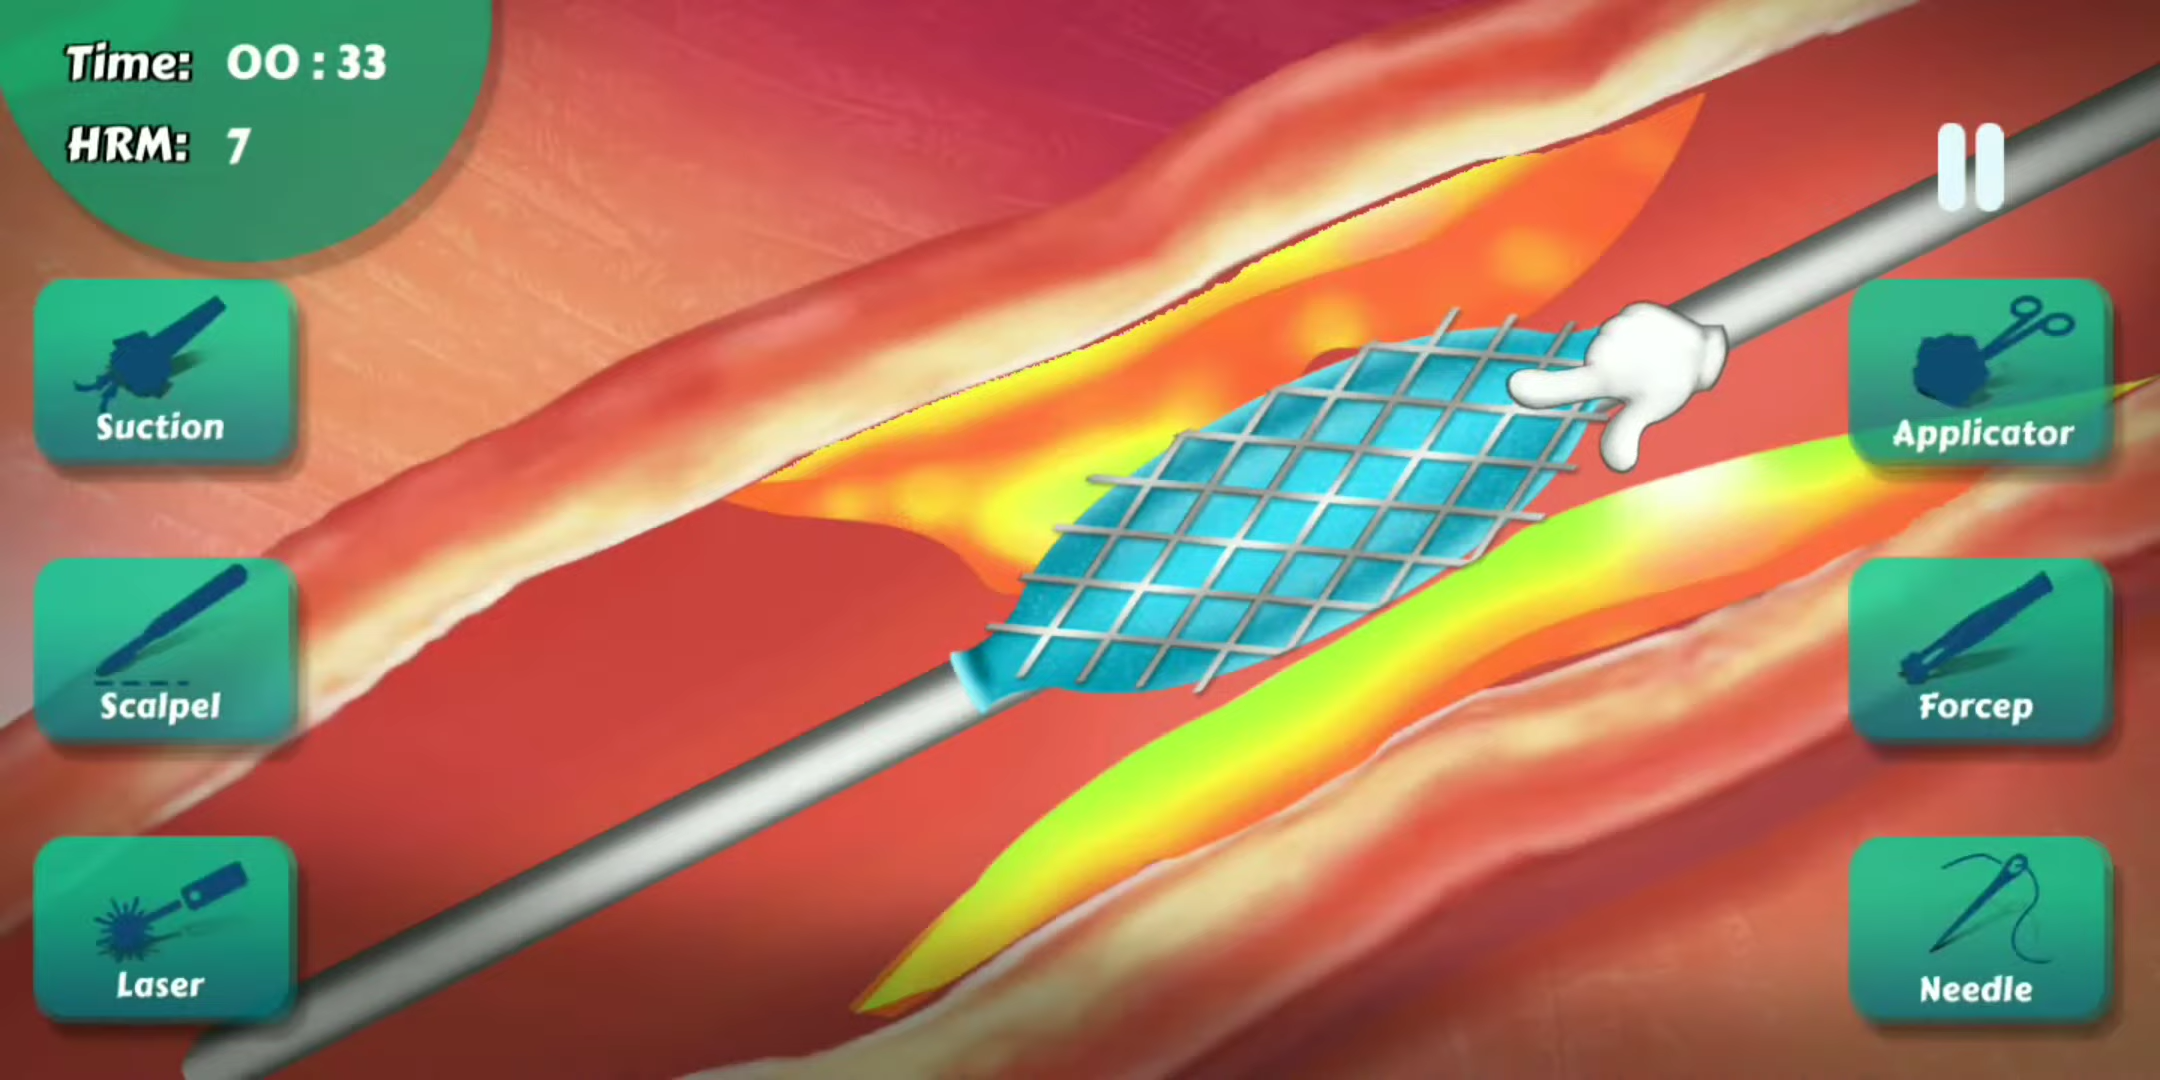 Time: 00 : 33
HRM: 7
Suction
Applicator
Scalpel
Forcep
Laser
Needle